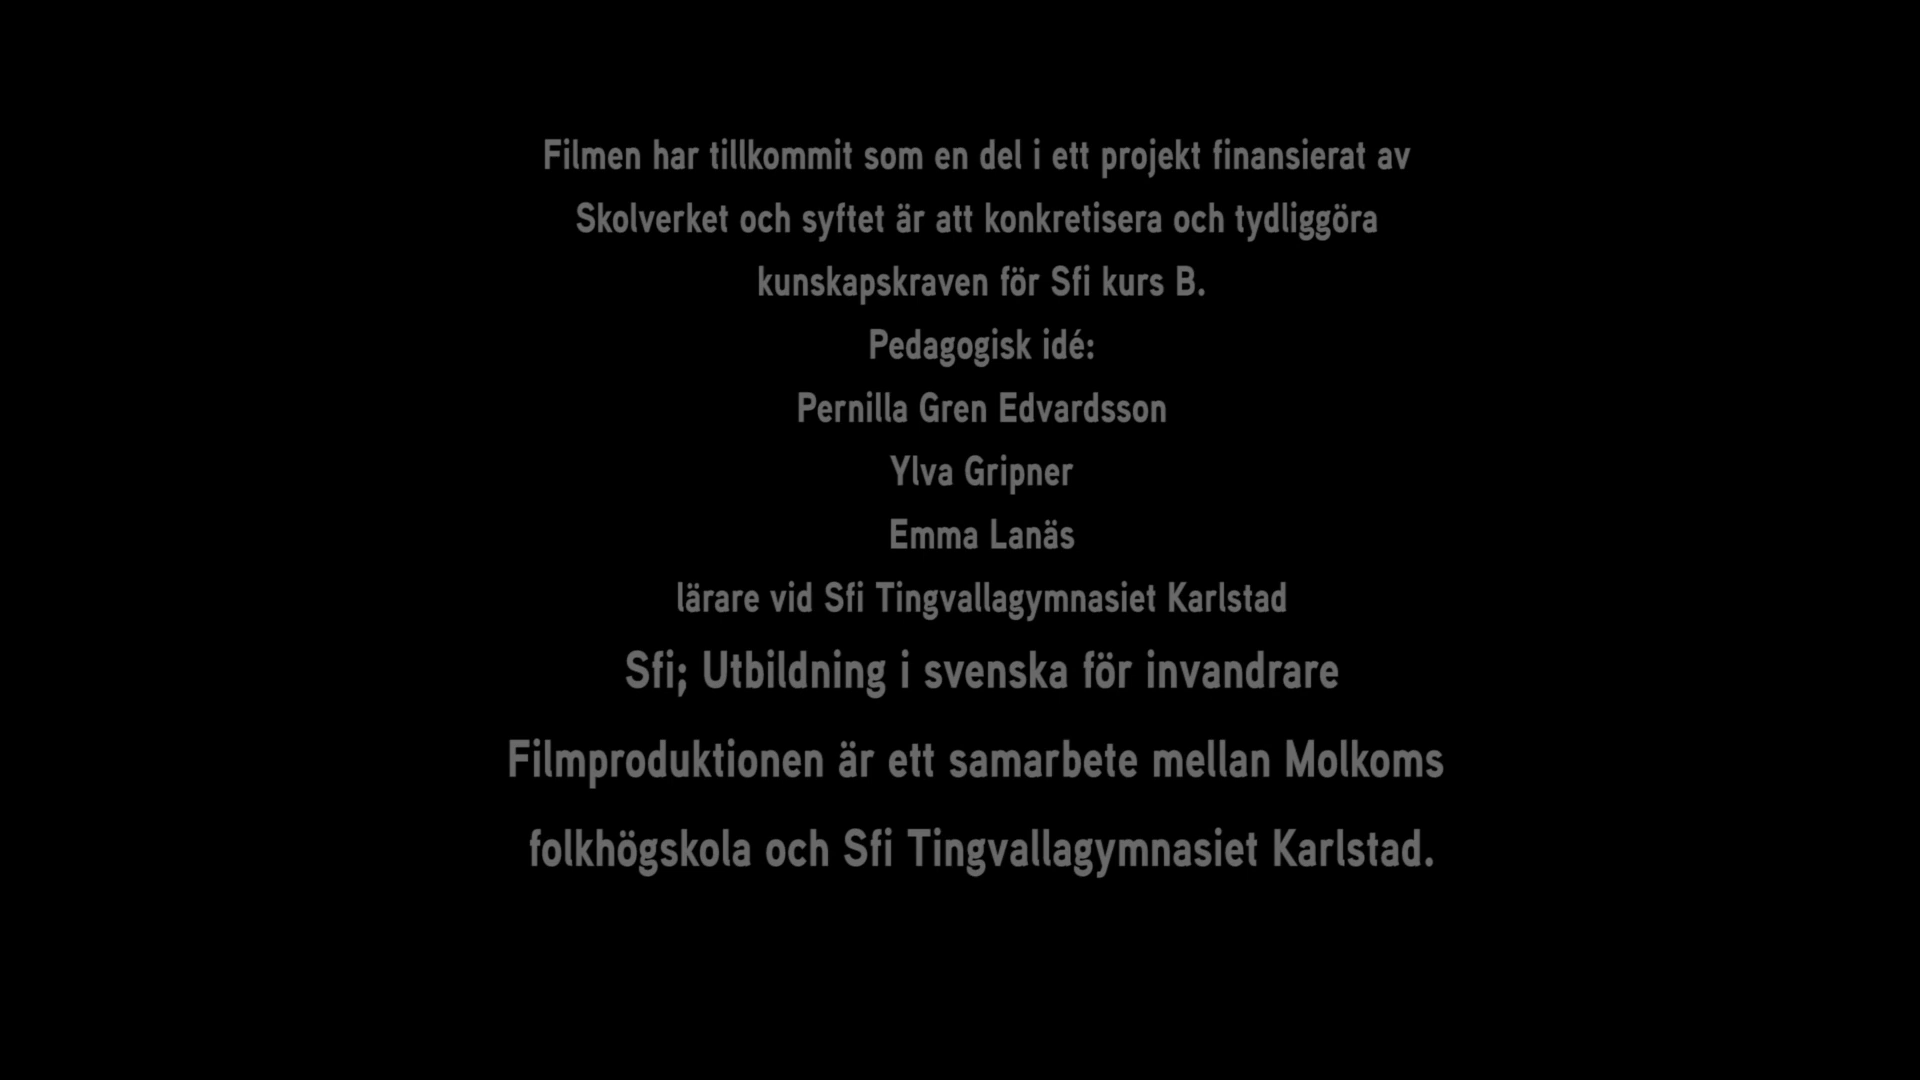 Filmen har tillkommit som en del i ett projekt finansierat av
Skolverket och syftet är att konkretisera och tydliggöra
kunskapskraven för Sfi kurs B.
Pedagogisk idé:
Pernilla Gren Edvardsson
Ylva Gripner
Emma Lanäs
lärare vid Sfi Tingvallagymnasiet Karlstad
Sfi; Utbildning i svenska för invandrare
Filmproduktionen är ett samarbete mellan Molkoms
folkhögskola och Sfi Tingvallagymnasiet Karlstad.